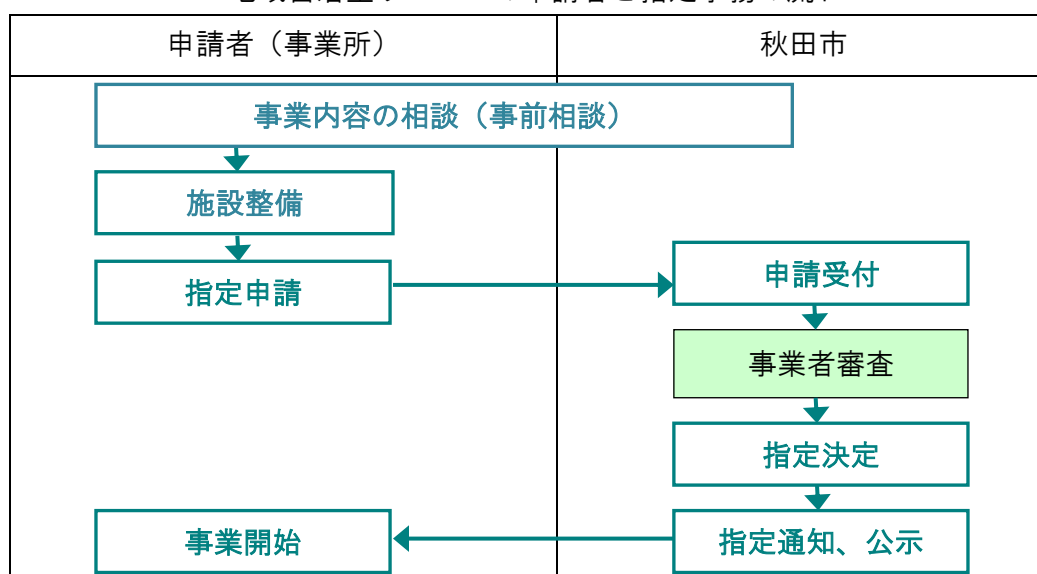 申請者（事業所）
秋田市
事業内容の相談（事前相談）
施設整備
指定申請
申請受付
事業者審査
指定決定
事業開始
指定通知、公示